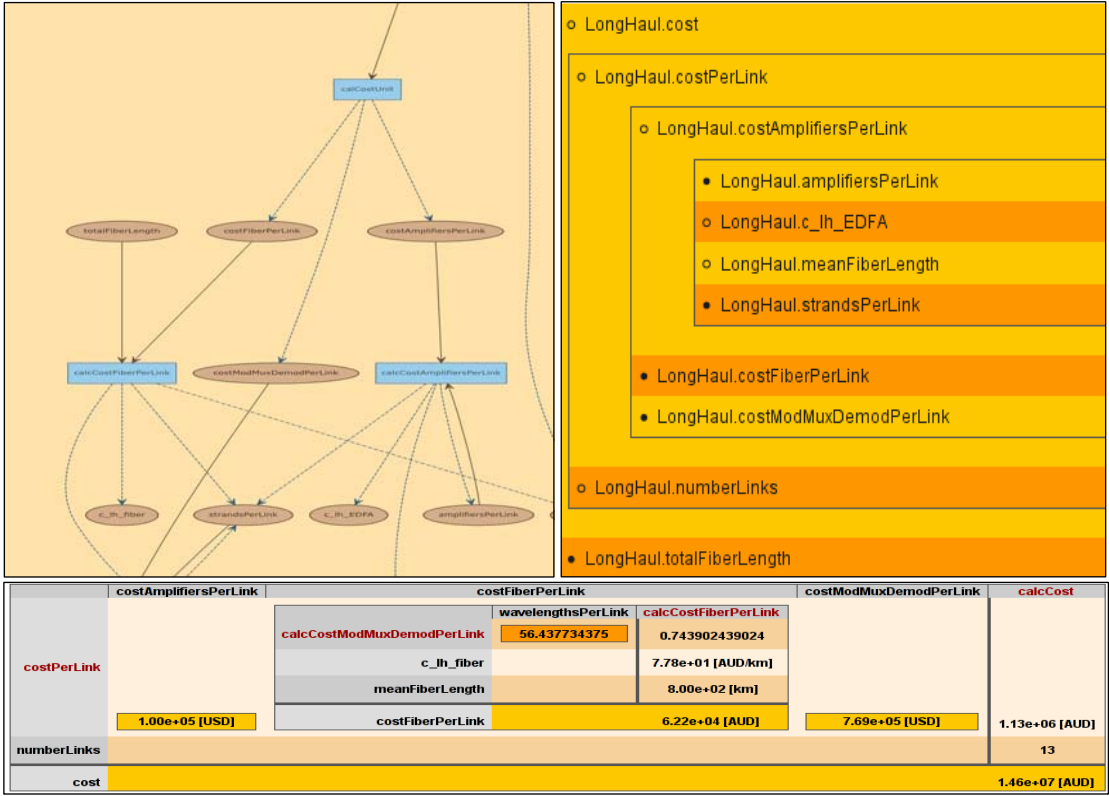 calCostUnit
totalFiberLength
costFiberPerLink
costAmplifiersPerLink
calcCostFiberPerLink
costModMuxDemodPerLink
calcCostAmplifiersPerLink
c_lh_fiber
strandsPerLink
c_lh_EDFA
amplifiersPerLink
LongHaul.cost
LongHaul.costPerLink
LongHaul.costAmplifiersPerLink
LongHaul.amplifiersPerLink
LongHaul.c_lh_EDFA
LongHaul.meanFiberLength
LongHaul.strandsPerLink
LongHaul.costFiberPerLink
LongHaul.costModMuxDemodPerLink
LongHaul.numberLinks
LongHaul.totalFiberLength
costAmplifiersPerLink costFiberPerLink costModMuxDemodPerLink calcCost
wavelengthsPerLink calcCostFiberPerLink
calcCostModMuxDemodPerLink 56.437734375 0.743902439024
c_lh_fiber 7.78e+01 [AUD/km]
costPerLink
meanFiberLength 8.00e+02 [km]
1.00e+05 [USD] costFiberPerLink 6.22e+04 [AUD] 7.69e+05 [USD] 1.13e+06 [AUD]
numberLinks 13
cost 1.46e+07 [AUD]